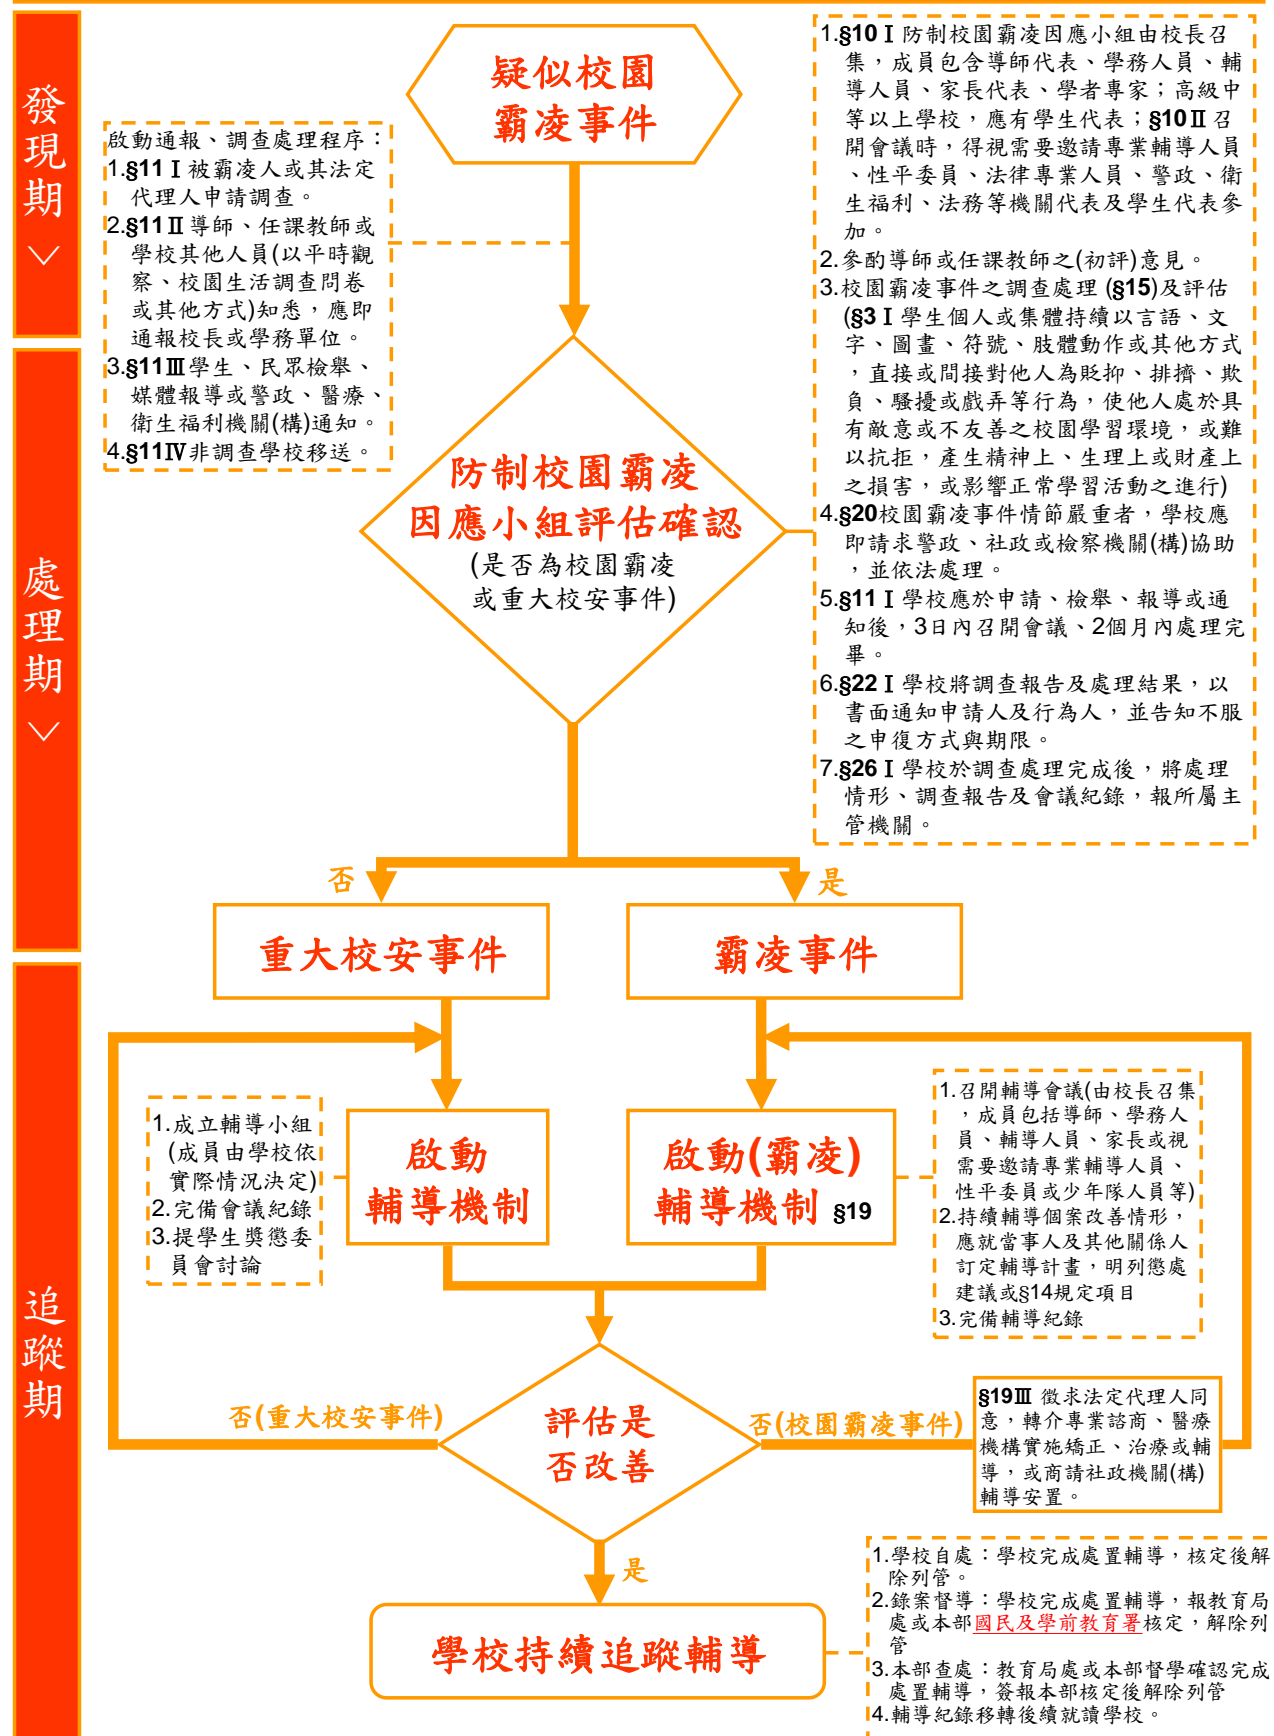 發現期 ﹀
疑似校園
霸凌事件
啟動通報、調查處理程序：
1.§11Ⅰ被霸凌人或其法定
代理人申請調查。
2.§11Ⅱ導師、任課教師或
學校其他人員(以平時觀
察、校園生活調查問卷
或其他方式)知悉，應即
通報校長或學務單位。
3.§11Ⅲ學生、民眾檢舉、
媒體報導或警政、醫療、
衛生福利機關(構)通知。
4.§11Ⅳ非調查學校移送。
1.§10Ⅰ防制校園霸凌因應小組由校長召
集，成員包含導師代表、學務人員、輔
導人員、家長代表、學者專家；高級中
等以上學校，應有學生代表；§10Ⅱ召
開會議時，得視需要邀請專業輔導人員
、性平委員、法律專業人員、警政、衛
生福利、法務等機關代表及學生代表參
加。
2.參酌導師或任課教師之(初評)意見。
3.校園霸凌事件之調查處理 (§15)及評估
(§3Ⅰ學生個人或集體持續以言語、文
字、圖畫、符號、肢體動作或其他方式
，直接或間接對他人為貶抑、排擠、欺
負、騷擾或戲弄等行為，使他人處於具
有敵意或不友善之校園學習環境，或難
以抗拒，產生精神上、生理上或財產上
之損害，或影響正常學習活動之進行)
4.§20校園霸凌事件情節嚴重者，學校應
即請求警政、社政或檢察機關(構)協助
，並依法處理。
5.§11Ⅰ學校應於申請、檢舉、報導或通
知後，3日內召開會議、2個月內處理完
畢。
6.§22Ⅰ學校將調查報告及處理結果，以
書面通知申請人及行為人，並告知不服
之申復方式與期限。
7.§26Ⅰ學校於調查處理完成後，將處理
情形、調查報告及會議紀錄，報所屬主
管機關。
處理期 ﹀
防制校園霸凌
因應小組評估確認
(是否為校園霸凌
或重大校安事件)
否
是
重大校安事件
霸凌事件
追蹤期
1.成立輔導小組
(成員由學校依
實際情況決定)
2.完備會議紀錄
3.提學生獎懲委
員會討論
啟動
輔導機制
啟動(霸凌)
輔導機制 §19
1.召開輔導會議(由校長召集
，成員包括導師、學務人
員、輔導人員、家長或視
需要邀請專業輔導人員、
性平委員或少年隊人員等)
2.持續輔導個案改善情形，
應就當事人及其他關係人
訂定輔導計畫，明列懲處
建議或§14規定項目
3.完備輔導紀錄
否(重大校安事件)
評估是
否改善
否(校園霸凌事件)
§19Ⅲ 徵求法定代理人同
意，轉介專業諮商、醫療
機構實施矯正、治療或輔
導，或商請社政機關(構)
輔導安置。
是
學校持續追蹤輔導
1.學校自處：學校完成處置輔導，核定後解
除列管。
2.錄案督導：學校完成處置輔導，報教育局
處或本部國民及學前教育署核定，解除列
管
3.本部查處：教育局處或本部督學確認完成
處置輔導，簽報本部核定後解除列管
4.輔導紀錄移轉後續就讀學校。